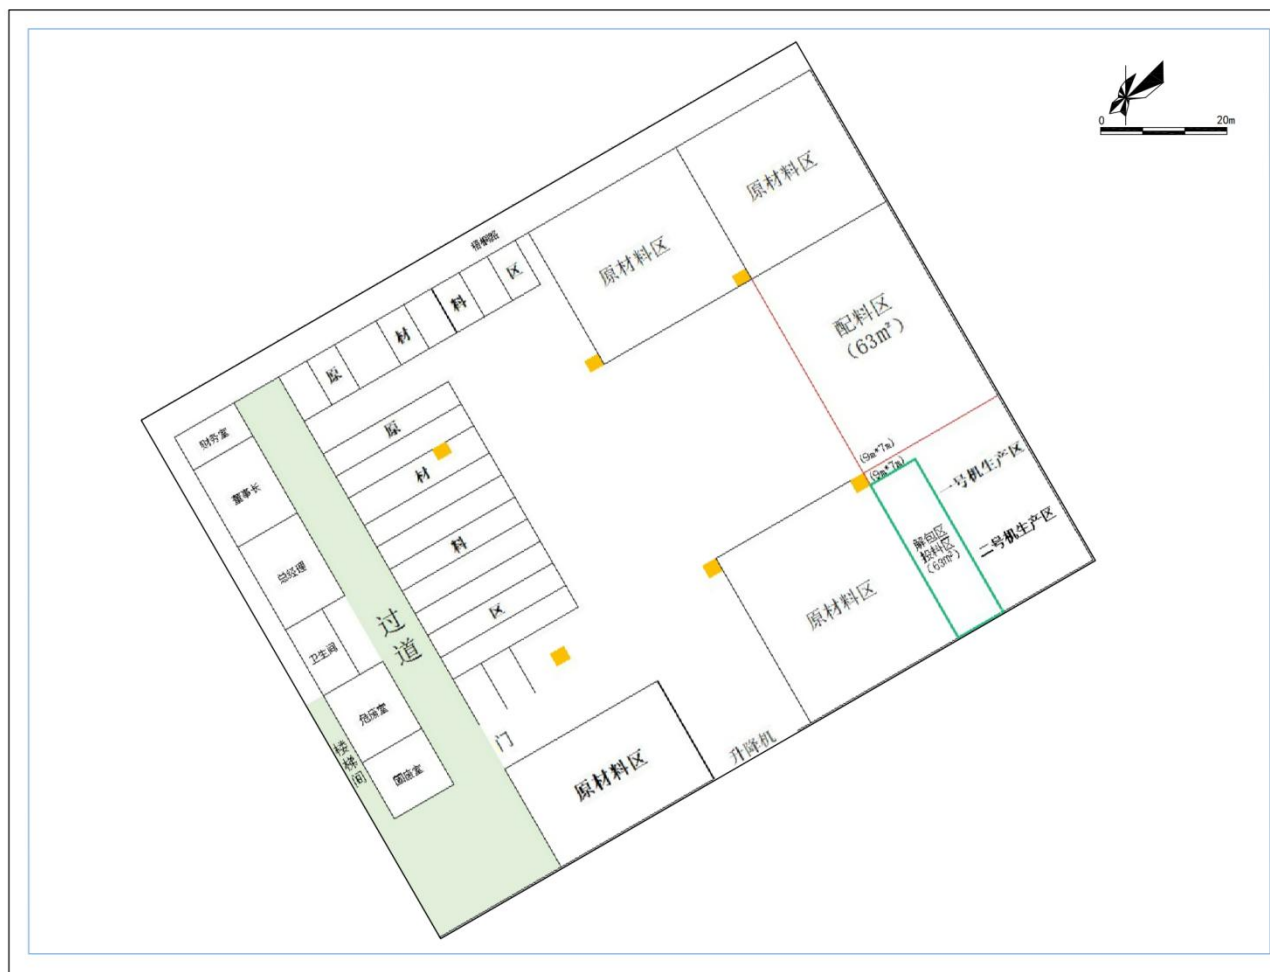 0 20m
原材料区
原材料区
梧桐路
原 材 料 区
配料区
(63m²)
财务室
董事长
总经理
卫生间
危废室
固废室
楼梯间
过道
原
材
料
区
(9m*7m)
(9m*7m)
一号机生产区
二号机生产区
解包区
投料区
(63m²)
原材料区
门
升降机
原材料区